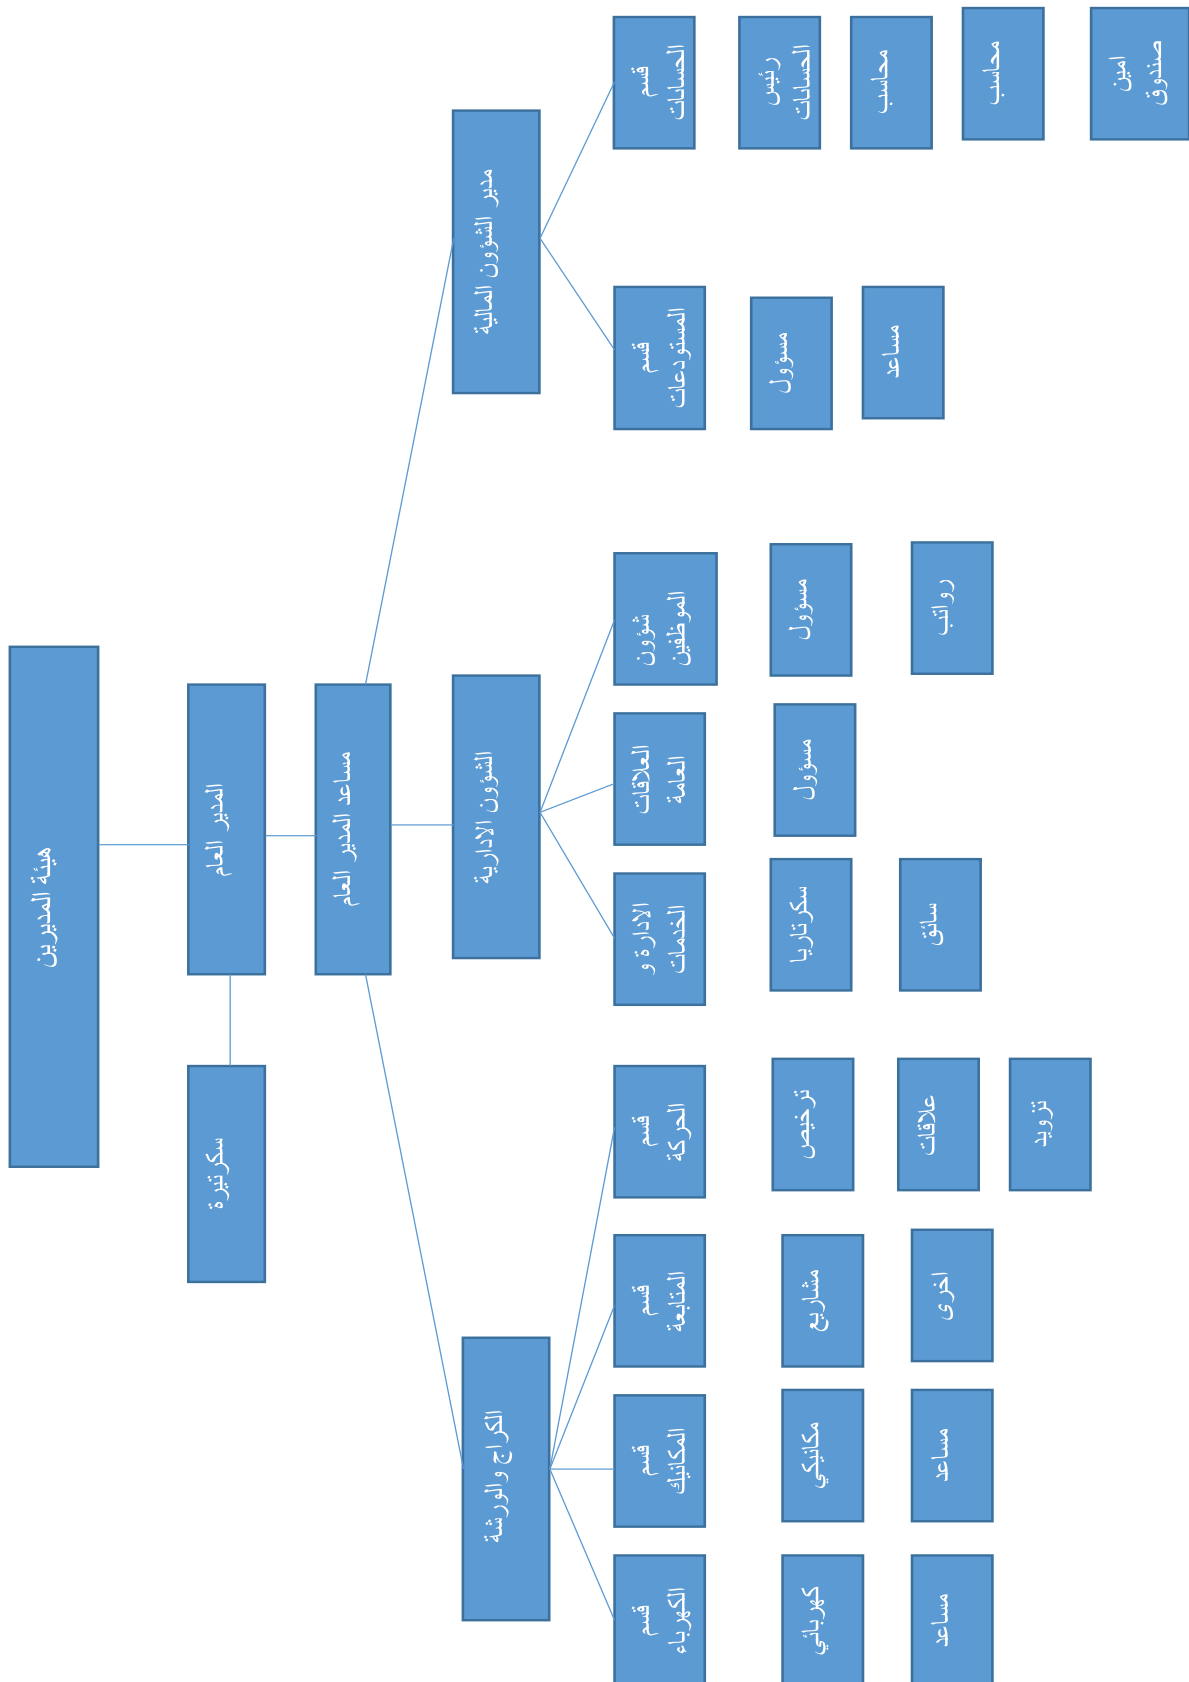 هيئة المديرين
المدير العام
سكرتيرة
مساعد المدير العام
مدير الشؤون المالية
الشؤون الادارية
الكراج والورشة
قسم
الحسابات
رئيس
الحسابات
محاسب
محاسب
امين
صندوق
قسم
المستودعات
مسؤول
مساعد
شؤون
الموظفين
مسؤول
رواتب
العلاقات
العامة
مسؤول
الادارة و
الخدمات
سكرتاريا
سائق
قسم
الحركة
ترخيص
علاقات
تزويد
قسم
المتابعة
مشاريع
اخرى
قسم
المكانيك
مكانيكي
مساعد
قسم
الكهرباء
كهربائي
مساعد